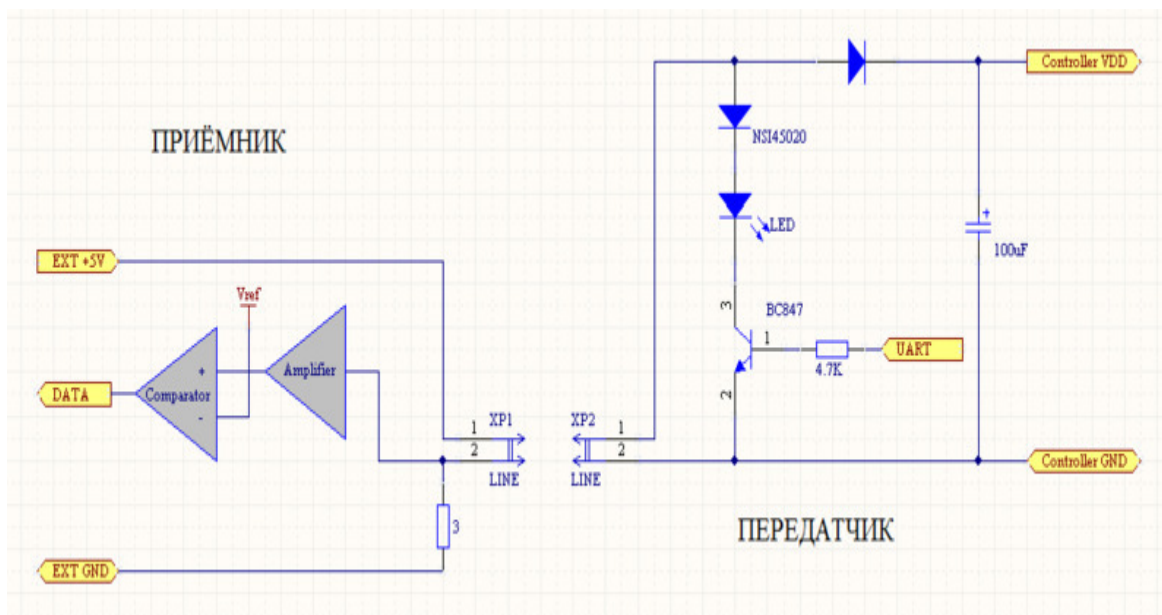 ПРИЁМНИК
EXT +5V
Vref
+
-
Comparator
Amplifier
DATA
1
2
XP1
LINE
3
EXT GND
XP2
1
2
LINE
NSI45020
LED
3
BC847
1
2
4.7K
UART
+
100uF
Controller VDD
Controller GND
ПЕРЕДАТЧИК